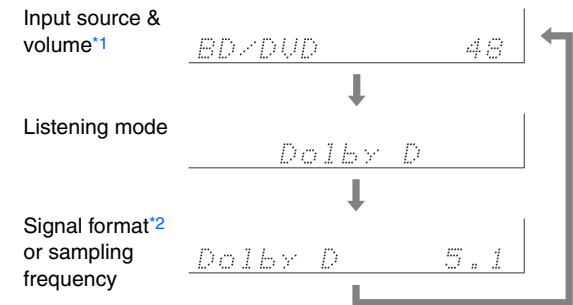 Input source &
volume*1
BD/DVD 48
Listening mode
Dolby D
Signal format*2
or sampling
frequency
Dolby D 5.1